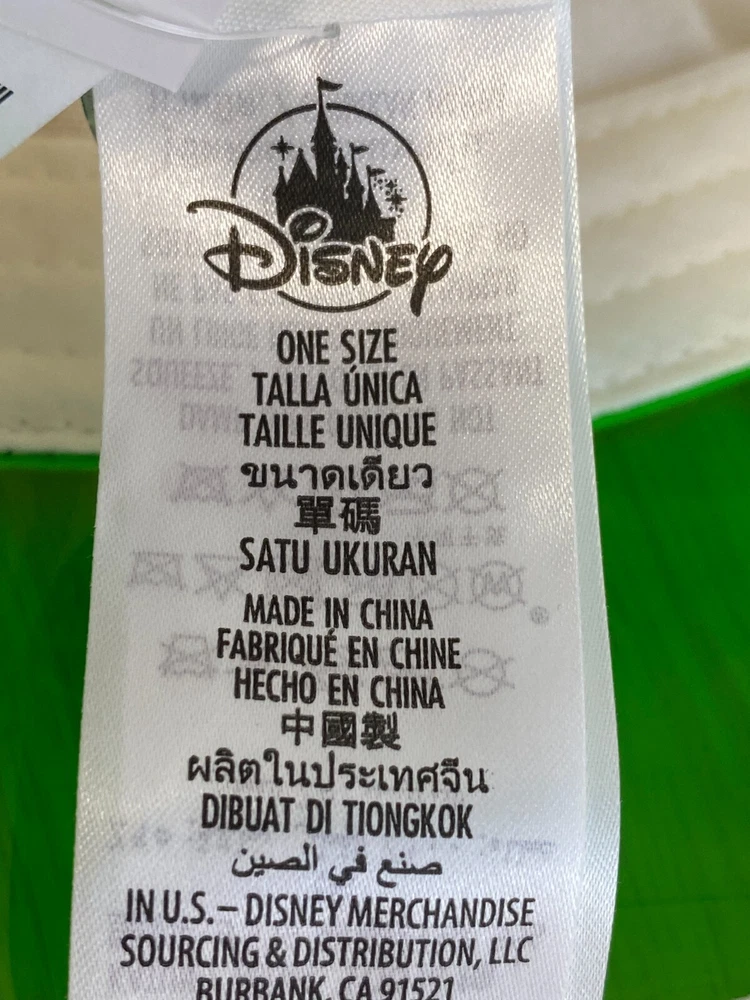 Disney
ONE SIZE
TALLA ÚNICA
TAILLE UNIQUE
ขนาดเดียว
單碼
SATU UKURAN
MADE IN CHINA
FABRIQUÉ EN CHINE
HECHO EN CHINA
中國製
ผลิตในประเทศจีน
DIBUAT DI TIONGKOK
صنع في الصين
IN U.S. – DISNEY MERCHANDISE
SOURCING & DISTRIBUTION, LLC
BURBANK, CA 91521